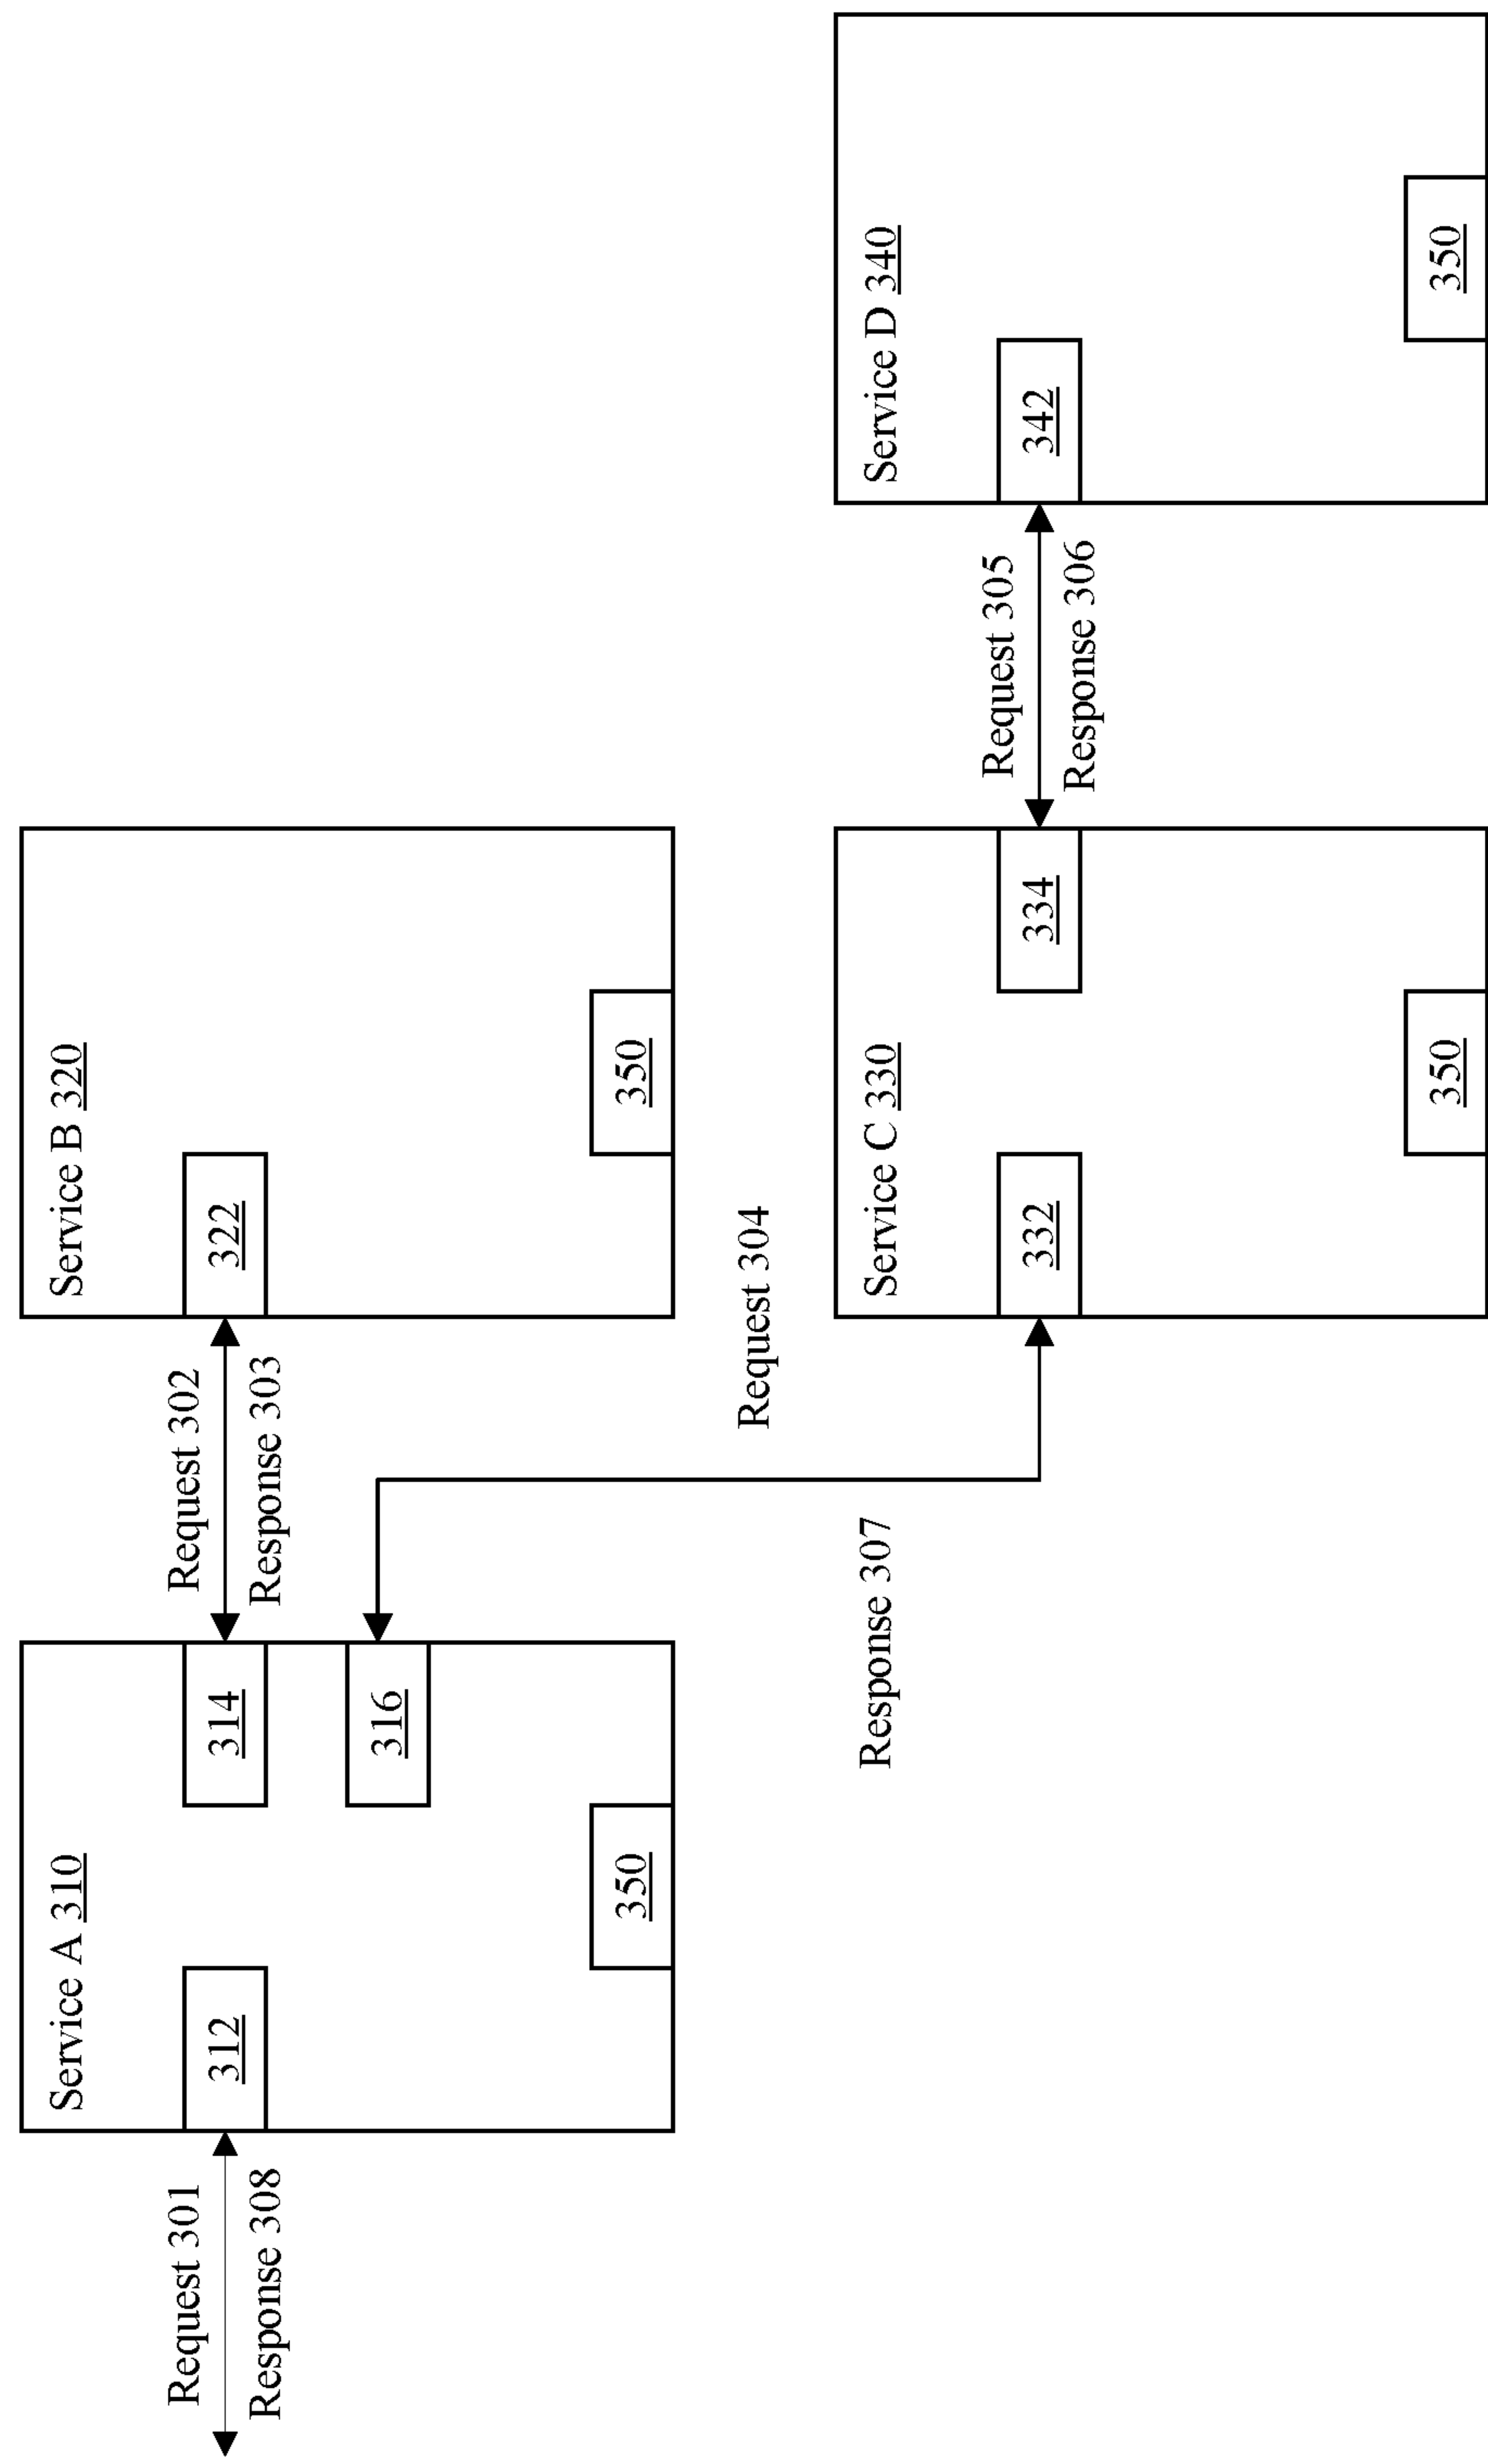 Request 301
Response 308
Service A 310
312
314
316
350
Request 302
Response 303
Service B 320
322
350
Request 304
Response 307
Service C 330
332
334
350
Request 305
Response 306
Service D 340
342
350